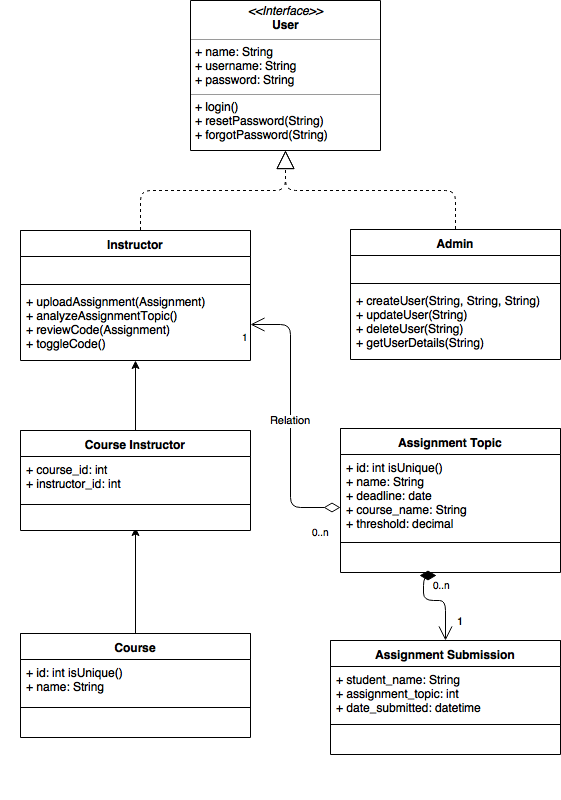 <<Interface>>
User
+ name: String
+ username: String
+ password: String
+ login()
+ resetPassword(String)
+ forgotPassword(String)
Instructor
+ uploadAssignment(Assignment)
+ analyzeAssignmentTopic()
+ reviewCode(Assignment)
+ toggleCode()
Admin
+ createUser(String, String, String)
+ updateUser(String)
+ deleteUser(String)
+ getUserDetails(String)
1
Relation
Course Instructor
+ course_id: int
+ instructor_id: int
Assignment Topic
+ id: int isUnique()
+ name: String
+ deadline: date
+ course_name: String
+ threshold: decimal
0..n
0..n
1
Course
+ id: int isUnique()
+ name: String
Assignment Submission
+ student_name: String
+ assignment_topic: int
+ date_submitted: datetime